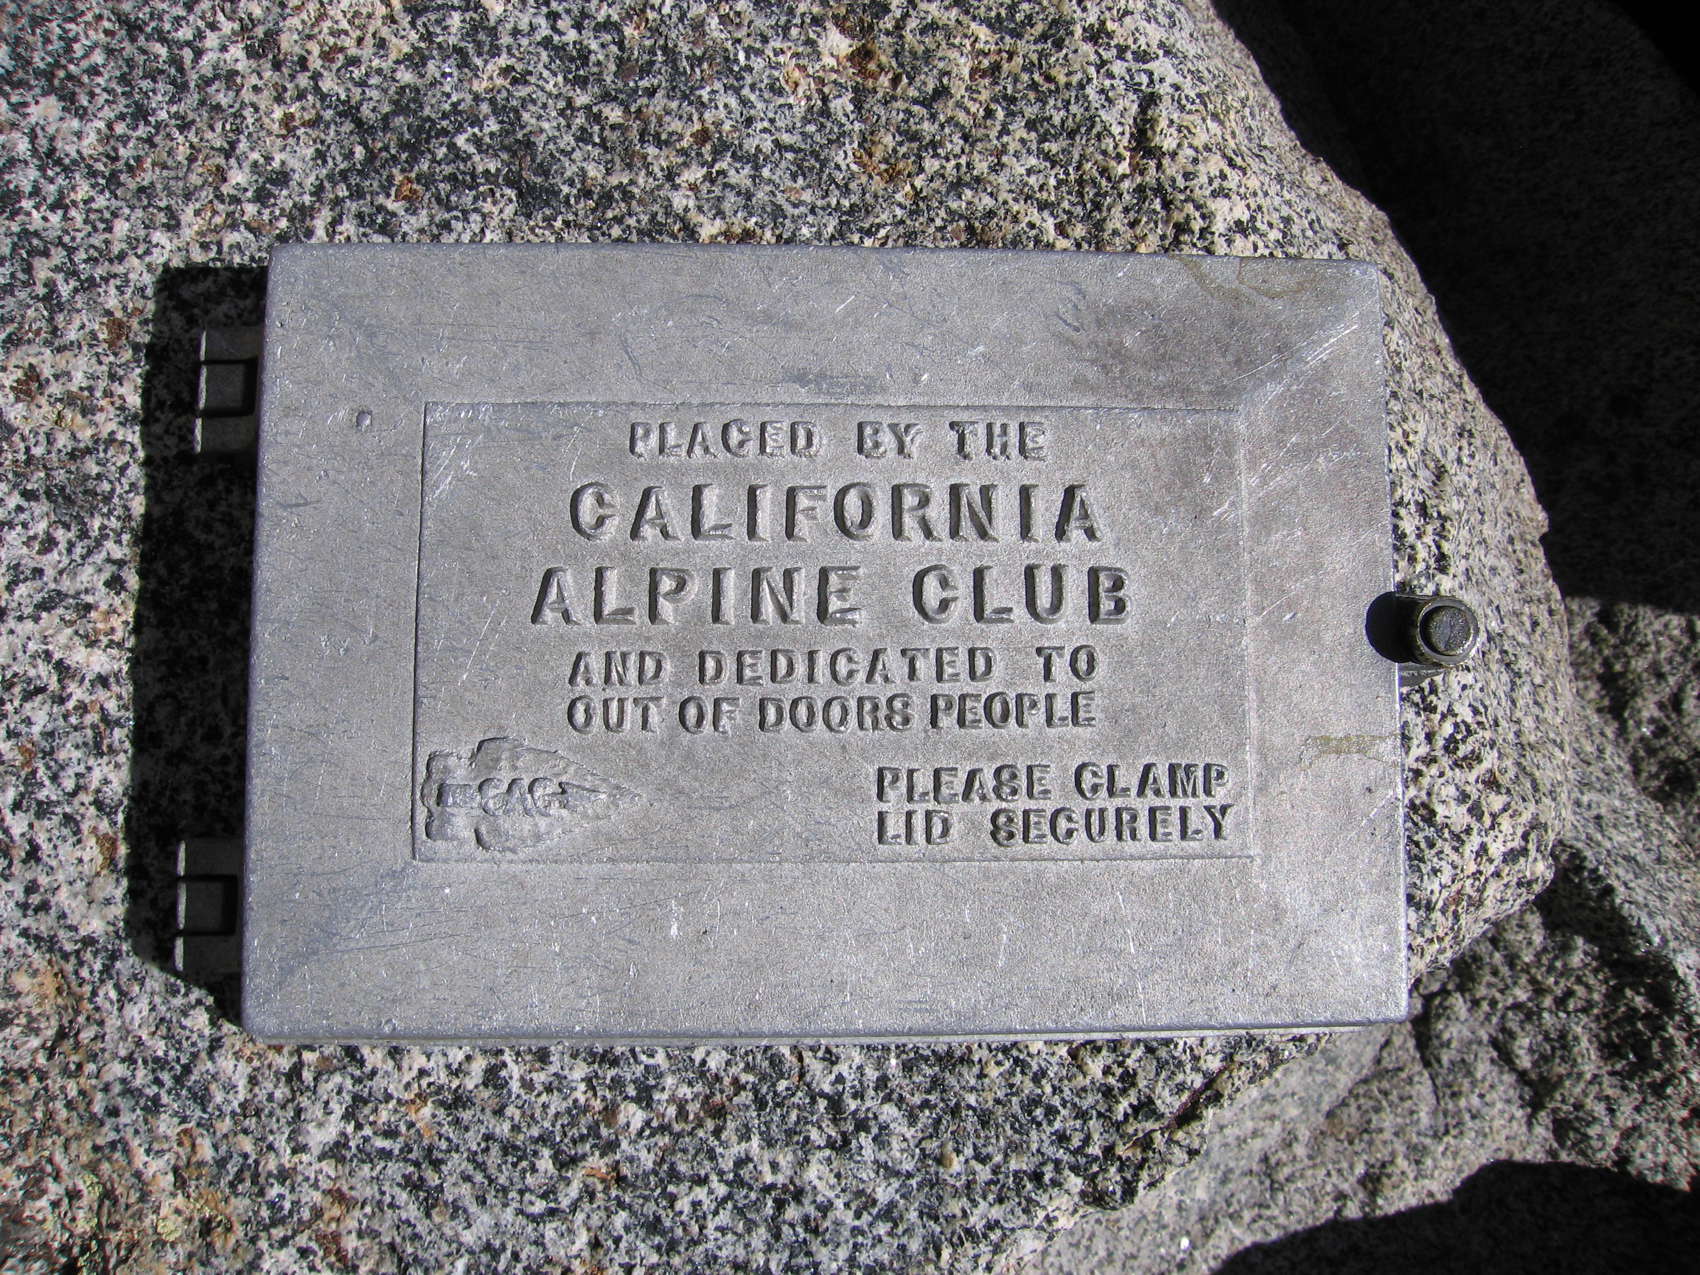 PLACED BY THE
CALIFORNIA
ALPINE CLUB
AND DEDICATED TO
OUT OF DOORS PEOPLE
CAC
PLEASE CLAMP
LID SECURELY